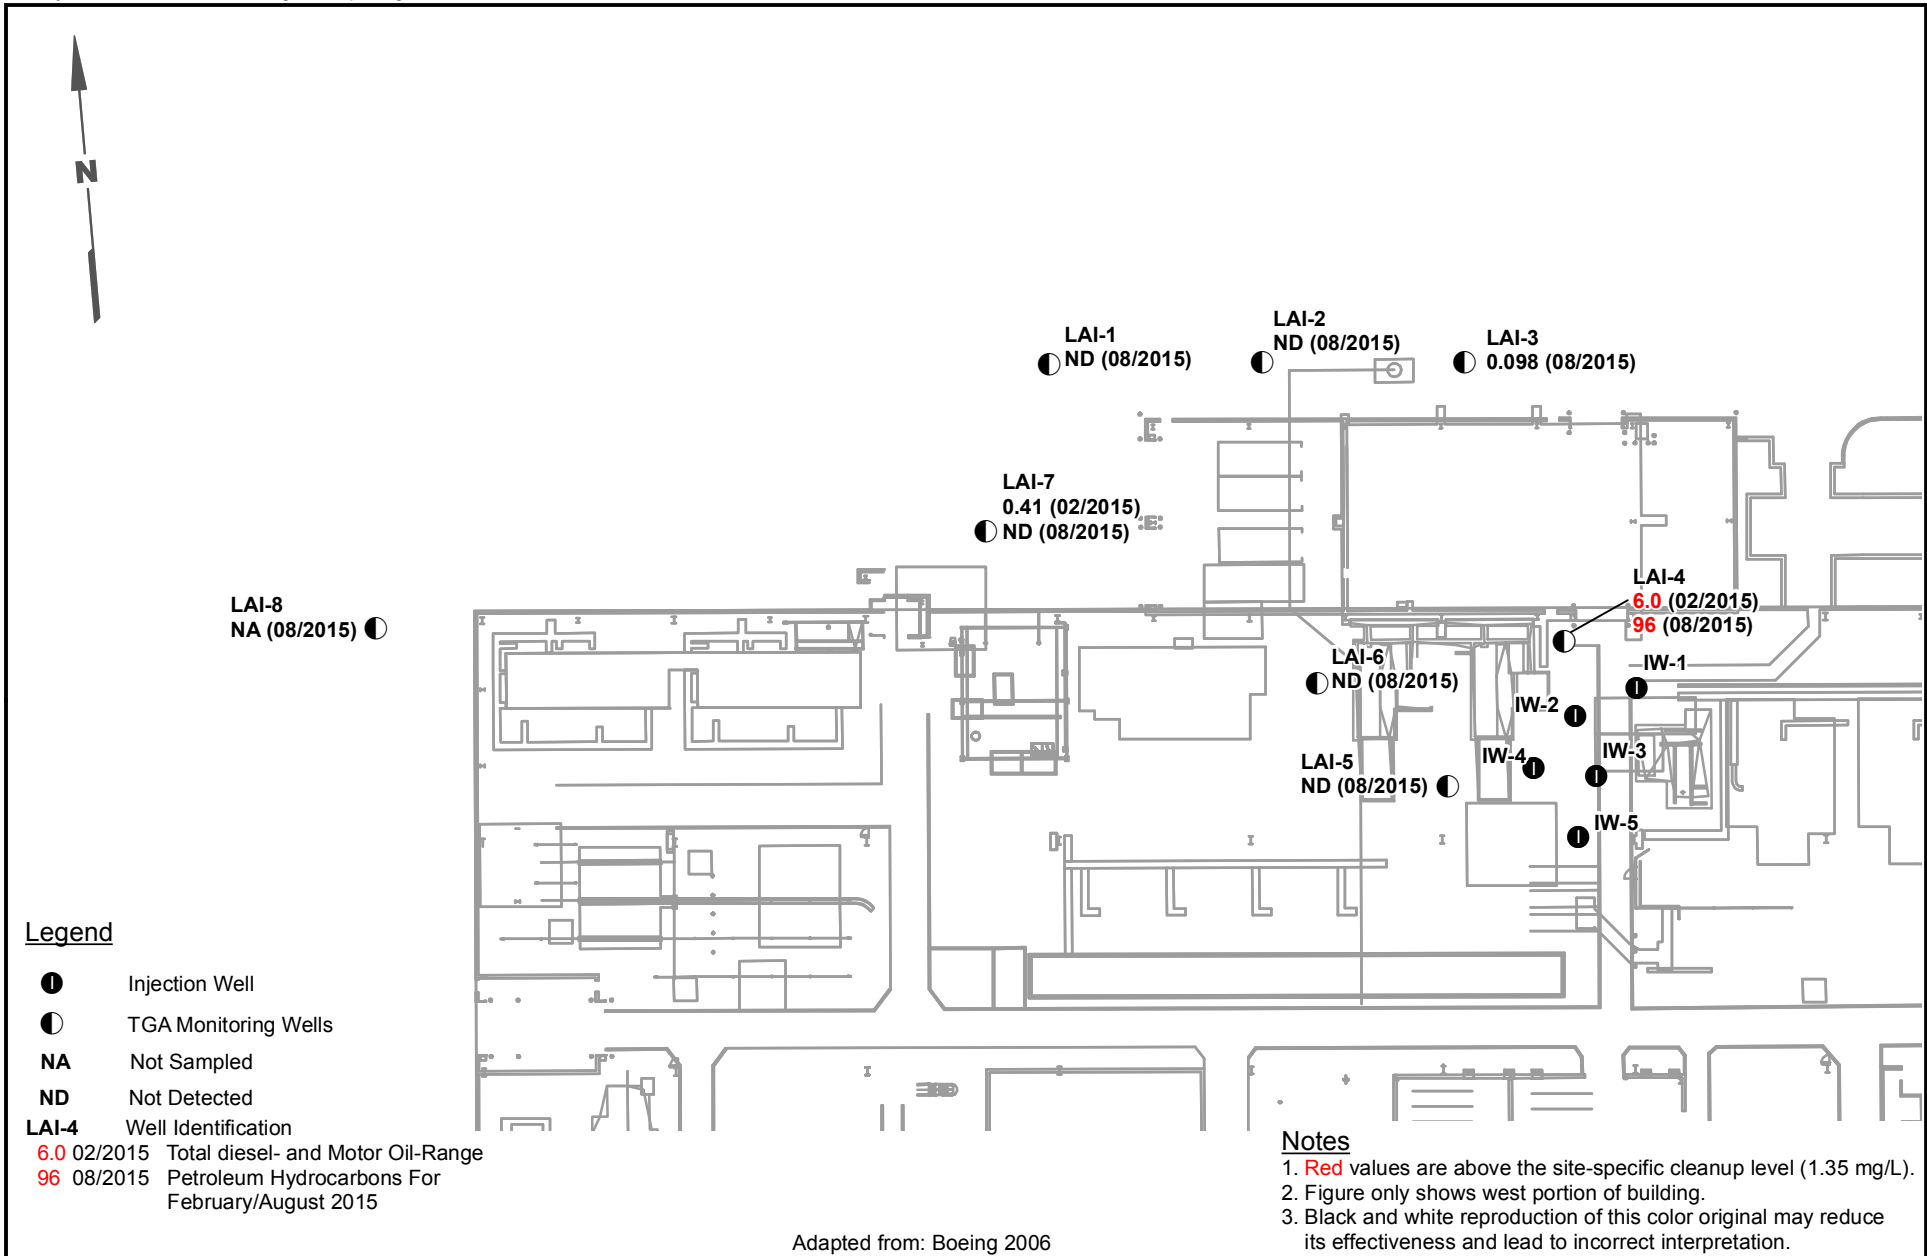 N
LAI-1
ND (08/2015)
LAI-2
ND (08/2015)
LAI-3
0.098 (08/2015)
LAI-7
0.41 (02/2015)
ND (08/2015)
LAI-8
NA (08/2015)
LAI-4
6.0 (02/2015)
96 (08/2015)
LAI-6
ND (08/2015)
IW-1
IW-2
IW-3
IW-4
LAI-5
ND (08/2015)
IW-5
Legend
I Injection Well
TGA Monitoring Wells
NA Not Sampled
ND Not Detected
LAI-4 Well Identification
6.0 02/2015 Total diesel- and Motor Oil-Range
96 08/2015 Petroleum Hydrocarbons For
February/August 2015
Adapted from: Boeing 2006
Notes
1. Red values are above the site-specific cleanup level (1.35 mg/L).
2. Figure only shows west portion of building.
3. Black and white reproduction of this color original may reduce
its effectiveness and lead to incorrect interpretation.